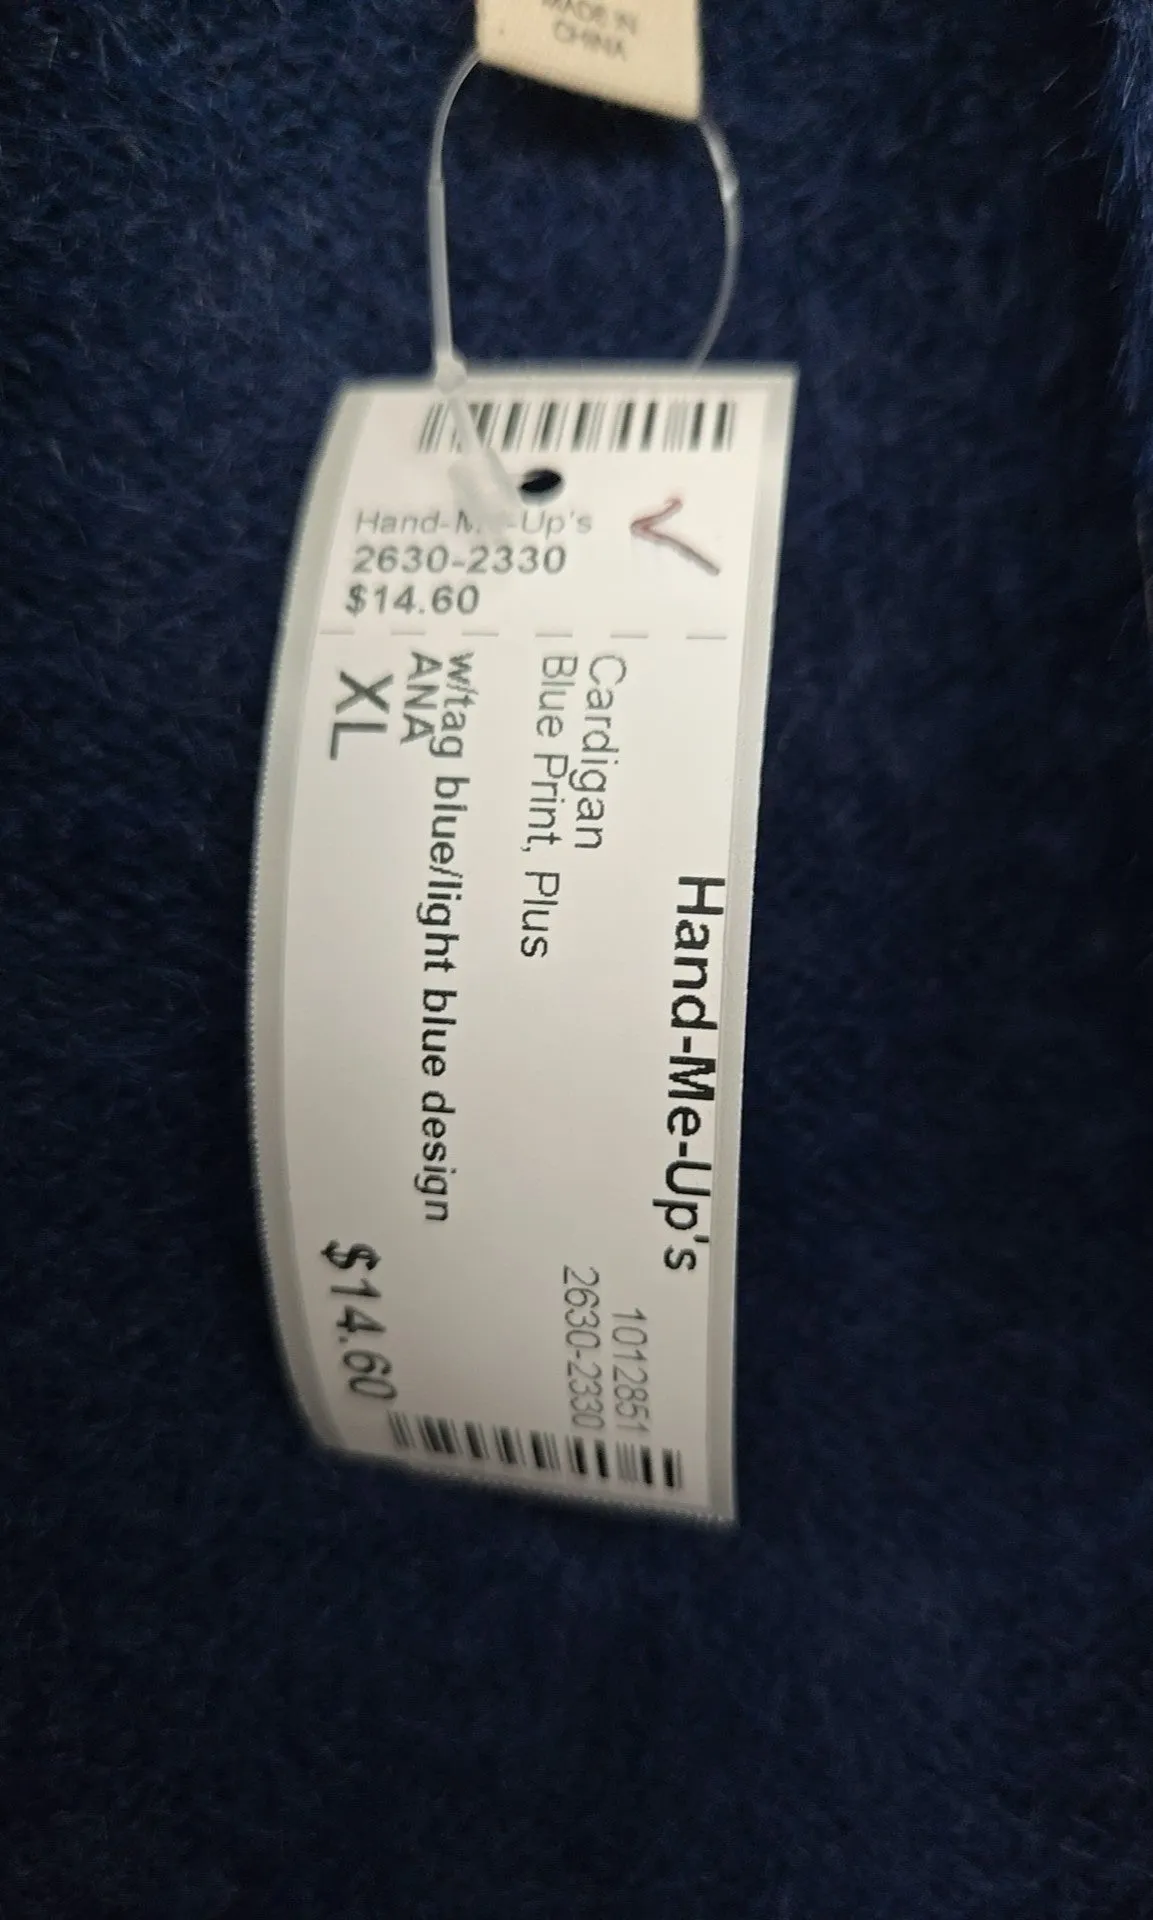 MADE IN
CHINA
Hand-M -Up's
2630-2330
$14.60
Hand-Me-Up's
1012851
Cardigan
2630-2330
Blue Print, Plus
w/tag blue/light blue design
ANA
XL
$14.60